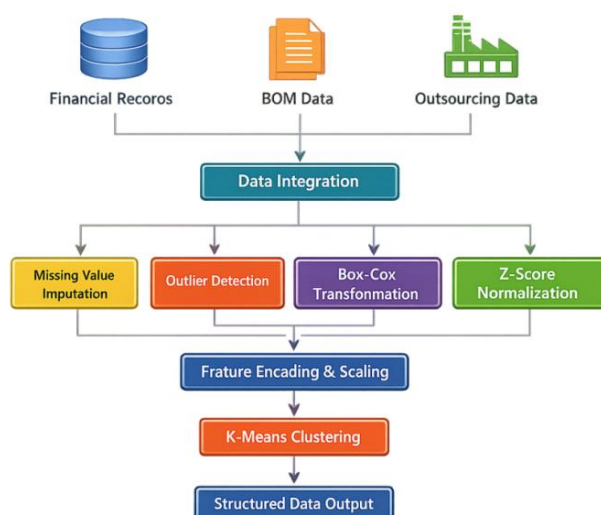 Financial Recoros
BOM Data
Outsourcing Data
Data Integration
Missing Value
Imputation
Outlier Detection
Box-Cox
Transfonmation
Z-Score
Normalization
Frature Encading & Scaling
K-Means Clustering
Structured Data Output